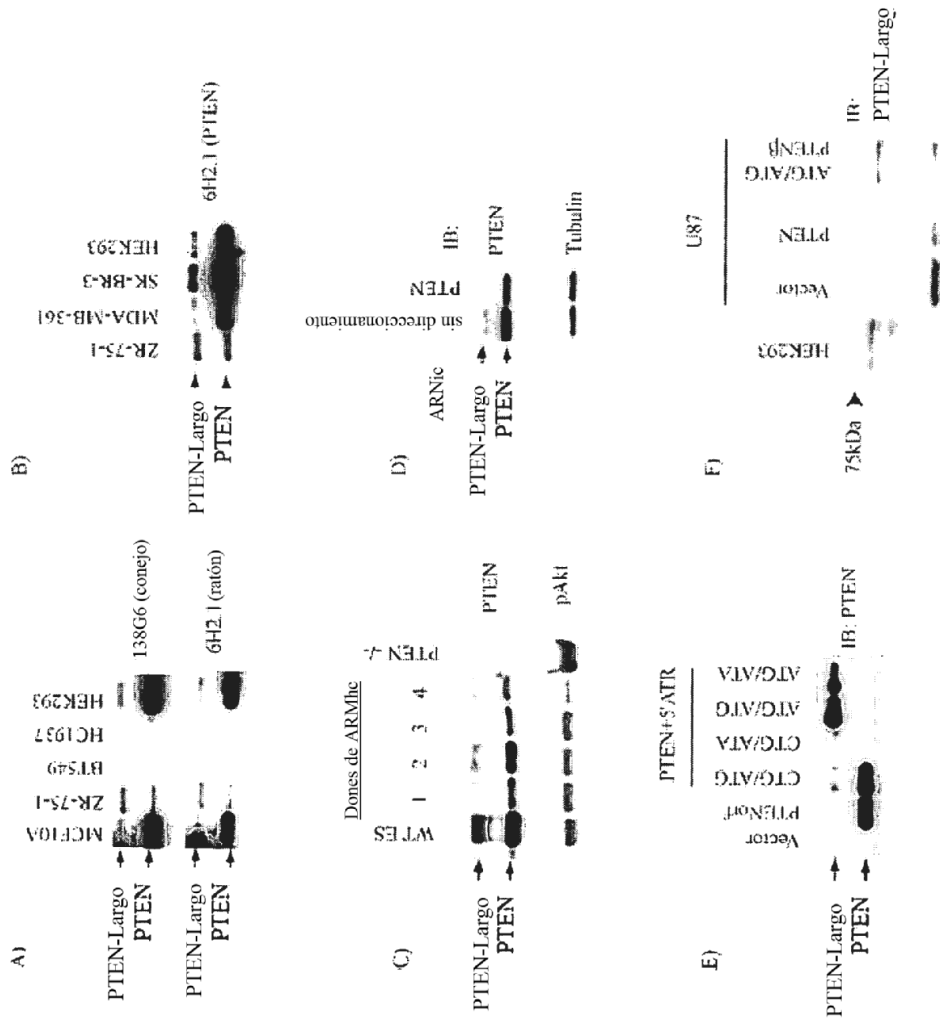 A)
MCF10A
ZR-75-1
BT549
HC1937
HEK293
PTEN-Largo
PTEN
138G6 (conejo)
PTEN-Largo
PTEN
6H2.1 (ratón)
B)
ZR-75-1
MDA-MB-361
SK-BR-3
HEK293
PTEN-Largo
PTEN
6H2.1 (PTEN)
C)
Dones de ARMhc
WT ES
1
2
3
4
PTEN -/-
PTEN-Largo
PTEN
PTEN
pAkt
D)
ARNic
sin direccionamiento
PTEN
IB:
PTEN-Largo
PTEN
PTEN
Tubulin
E)
PTEN+5'ATR
Vector
PTENorf
CTG/ATG
CTG/ATA
ATG/ATG
ATG/ATA
PTEN-Largo
PTEN
IB: PTEN
F)
U87
HEK293
Vector
PTEN
ATG/ATG
PTENβ
75kDa
IB:
PTEN-Largo